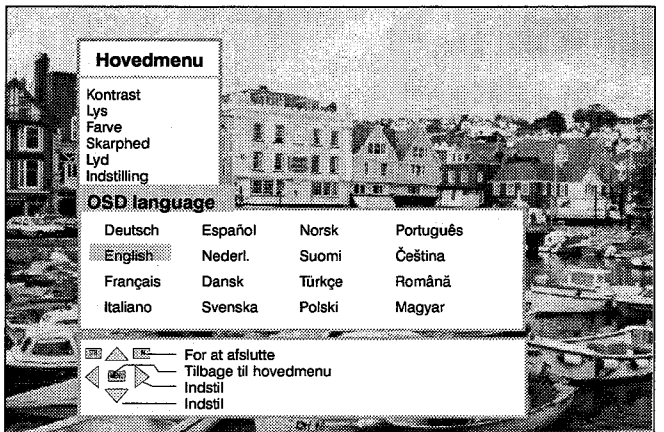 Hovedmenu
Kontrast
Lys
Farve
Skarphed
Lyd
Indstilling
OSD language
Deutsch Español Norsk Português
English Nederl. Suomi Čeština
Français Dansk Türkçe Română
Italiano Svenska Polski Magyar
For at afslutte
Tilbage til hovedmenu
Indstil
Indstil